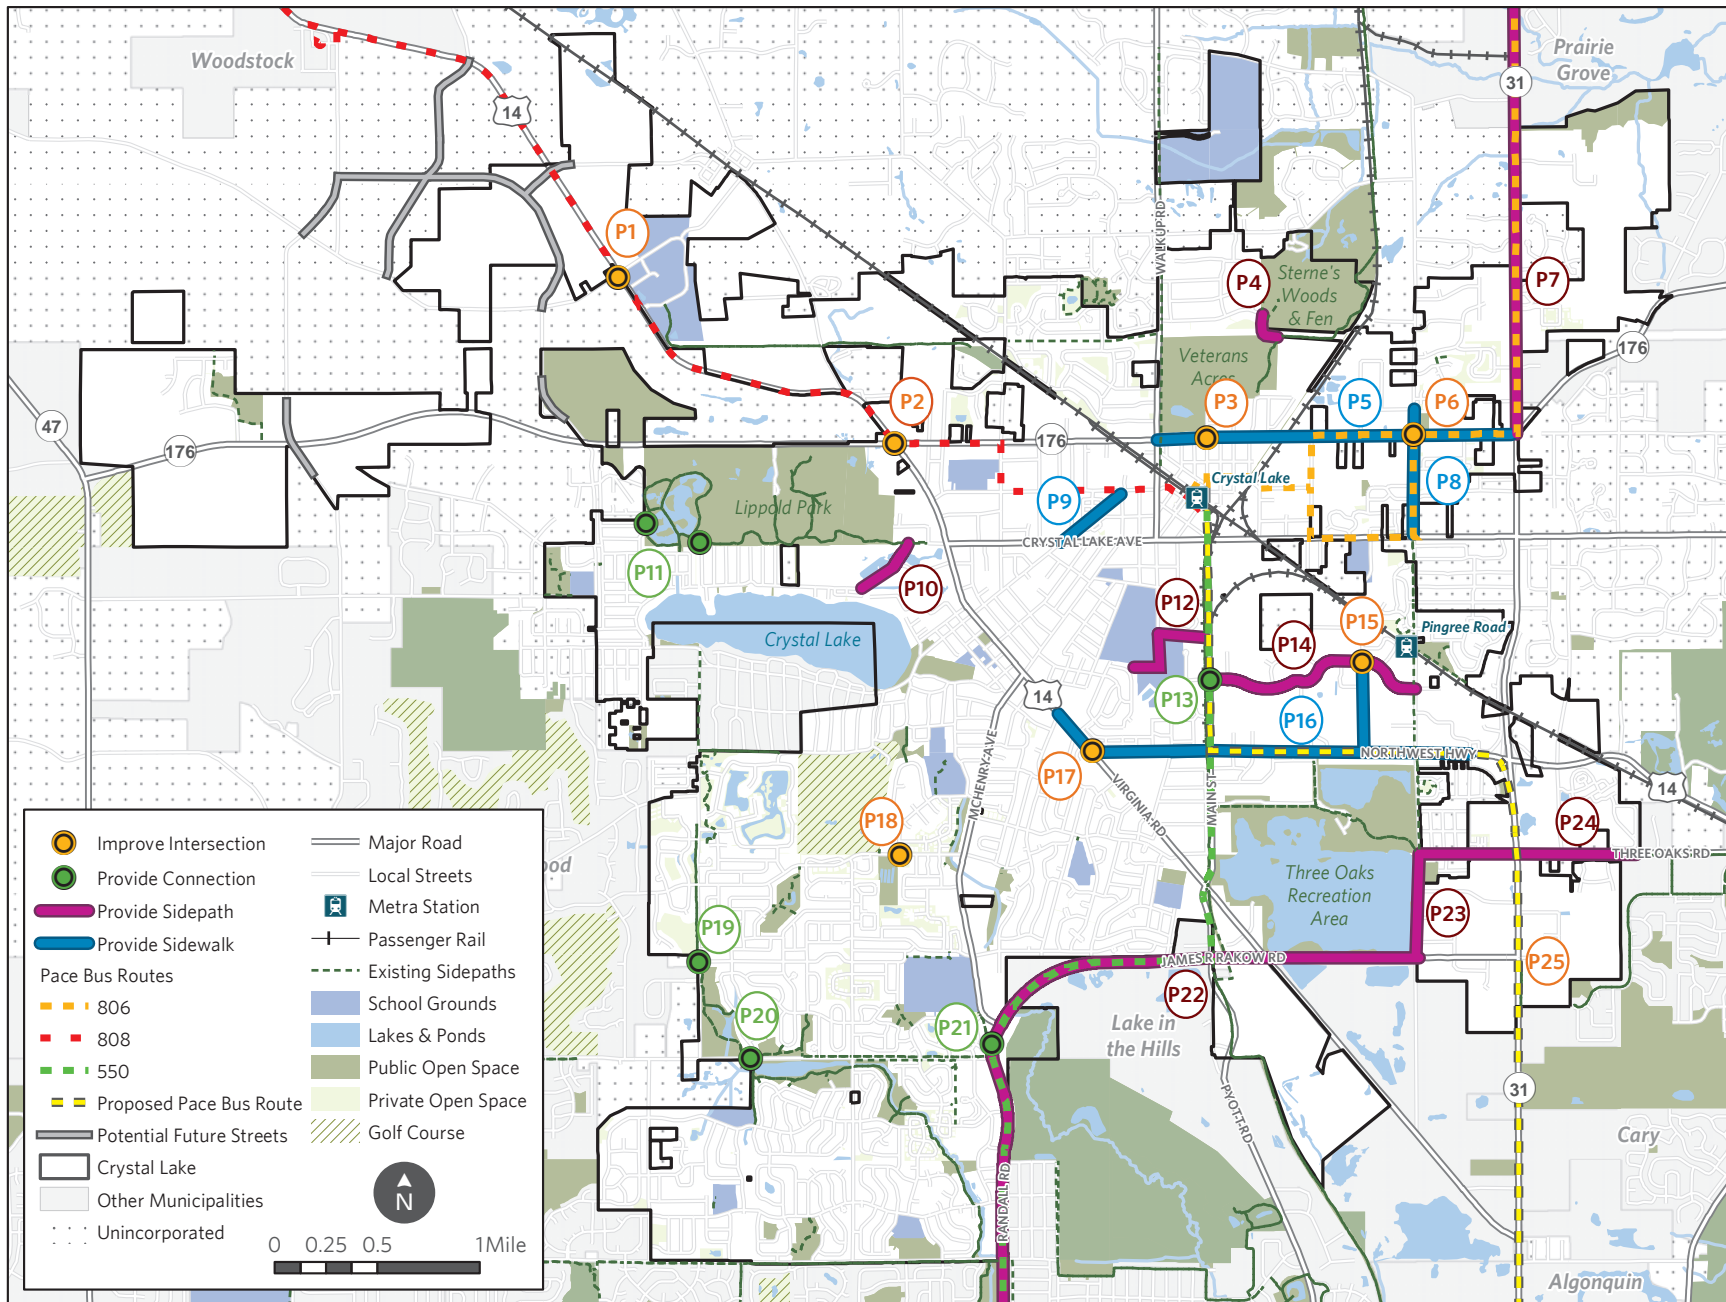 Woodstock
14
Prairie
Grove
31
WALKUP RD
P1
P4
Sterne's
Woods
& Fen
P7
176
Veterans
Acres
47
176
P2
176
P3
P5
P6
Crystal Lake
P8
P9
Lippold Park
CRYSTAL LAKE AVE
P11
P10
P12
P15
Pingree Road
Crystal Lake
P14
14
P13
P16
NORTHWEST HWY
P17
MCHENRY AVE
VIRGINIA RD
MAIN ST
14
P18
P24
THREE OAKS RD
Three Oaks
Recreation
Area
P23
P19
JAMES R RAKOW RD
P25
P22
P20
P21
Lake in
the Hills
31
PYOTT RD
Cary
RANDALL RD
Algonquin
ood
Improve Intersection
Provide Connection
Provide Sidepath
Provide Sidewalk
Pace Bus Routes
806
808
550
Proposed Pace Bus Route
Potential Future Streets
Crystal Lake
Other Municipalities
Unincorporated
Major Road
Local Streets
Metra Station
Passenger Rail
Existing Sidepaths
School Grounds
Lakes & Ponds
Public Open Space
Private Open Space
Golf Course
N
0 0.25 0.5 1 Mile